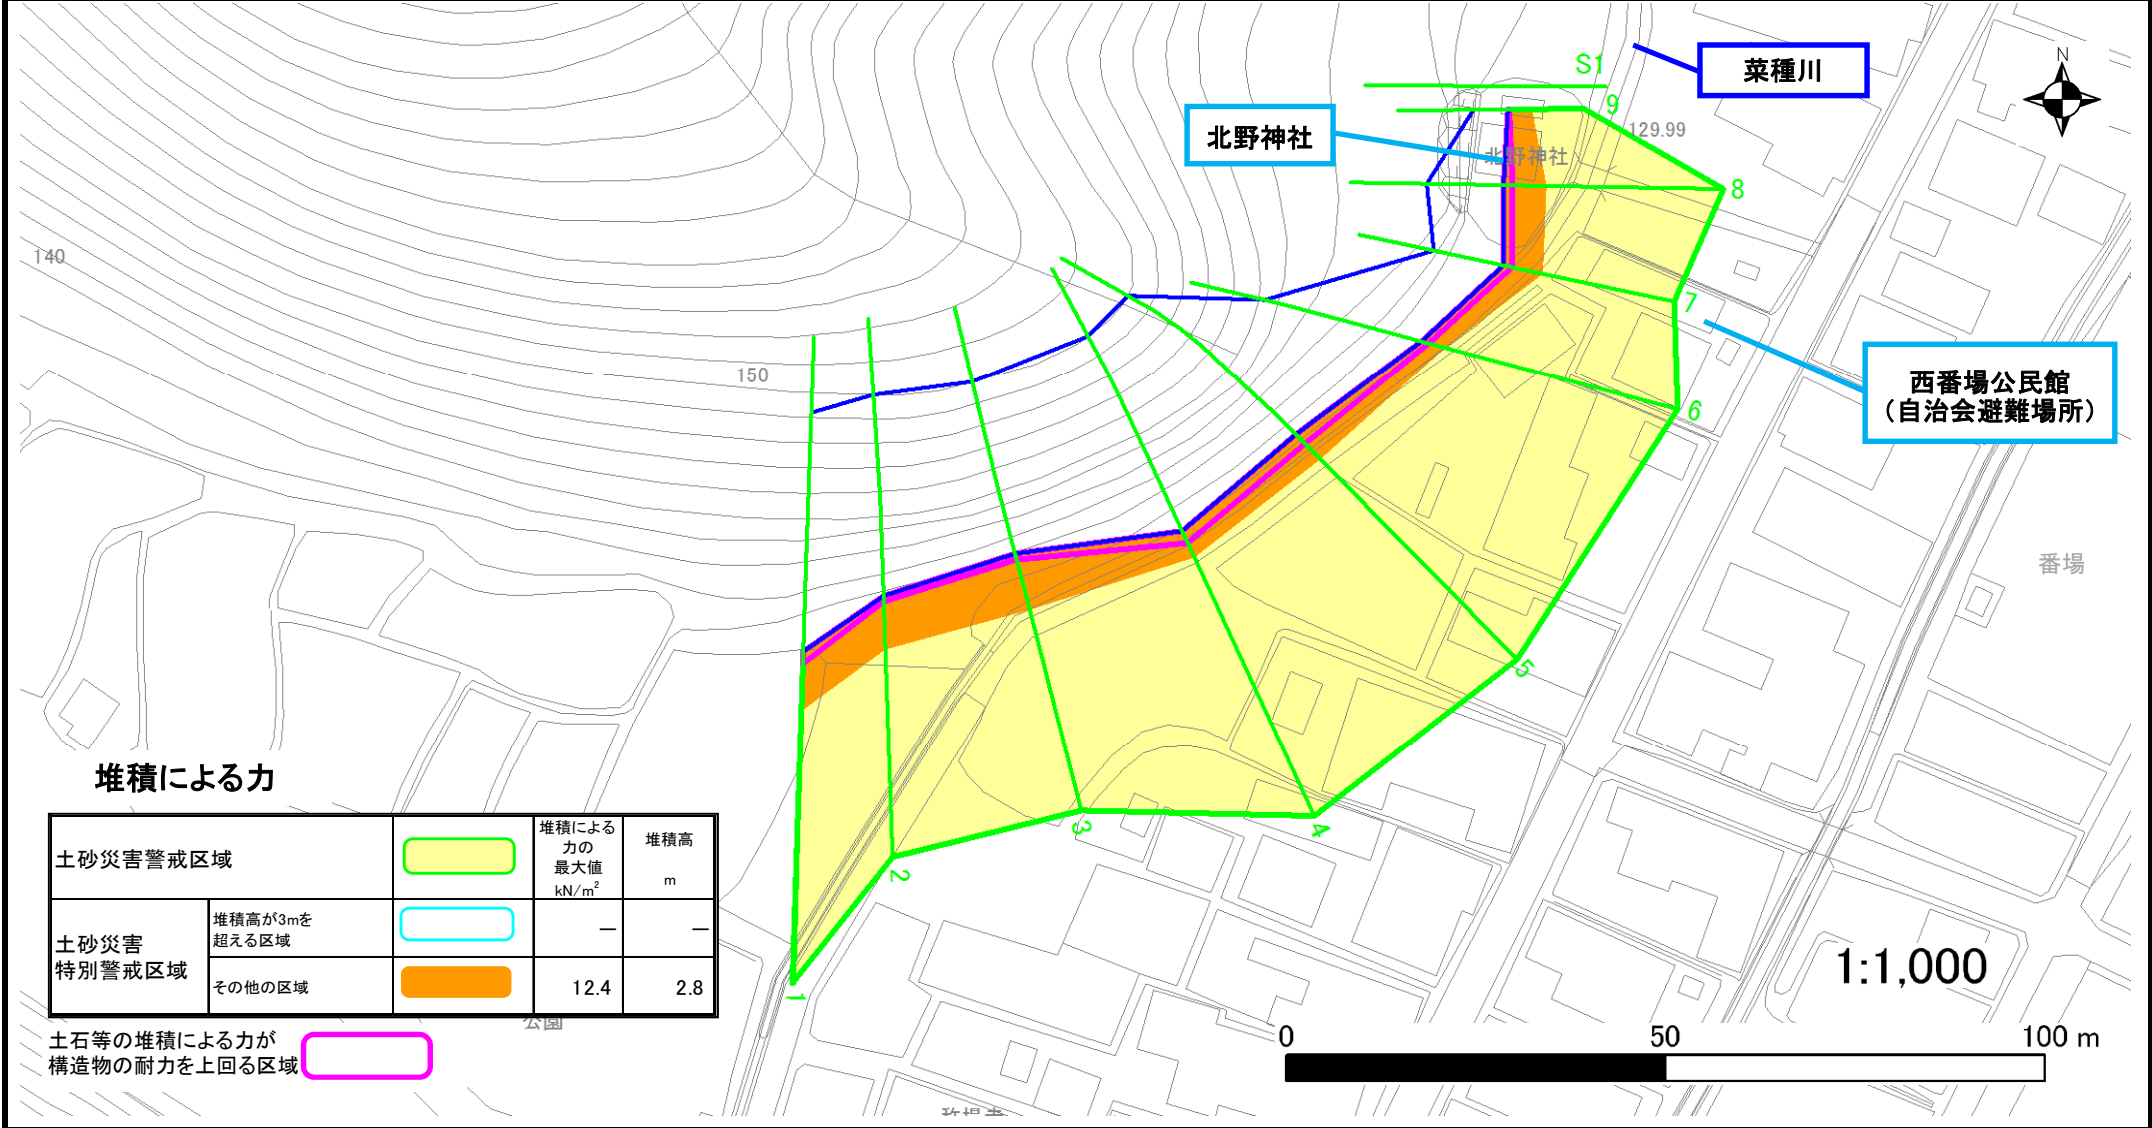 S1
菜種川
N
9
北野神社
129.99
北野神社
8
140
7
150
西番場公民館
(自治会避難場所)
6
番場
5
堆積による力
3
4
2
土砂災害警戒区域
堆積による
力の
最大値
kN/m²
堆積高
m
土砂災害
特別警戒区域
堆積高が3mを
超える区域
—
—
その他の区域
12.4
2.8
1
1:1,000
公園
土石等の堆積による力が
構造物の耐力を上回る区域
0
50
100 m